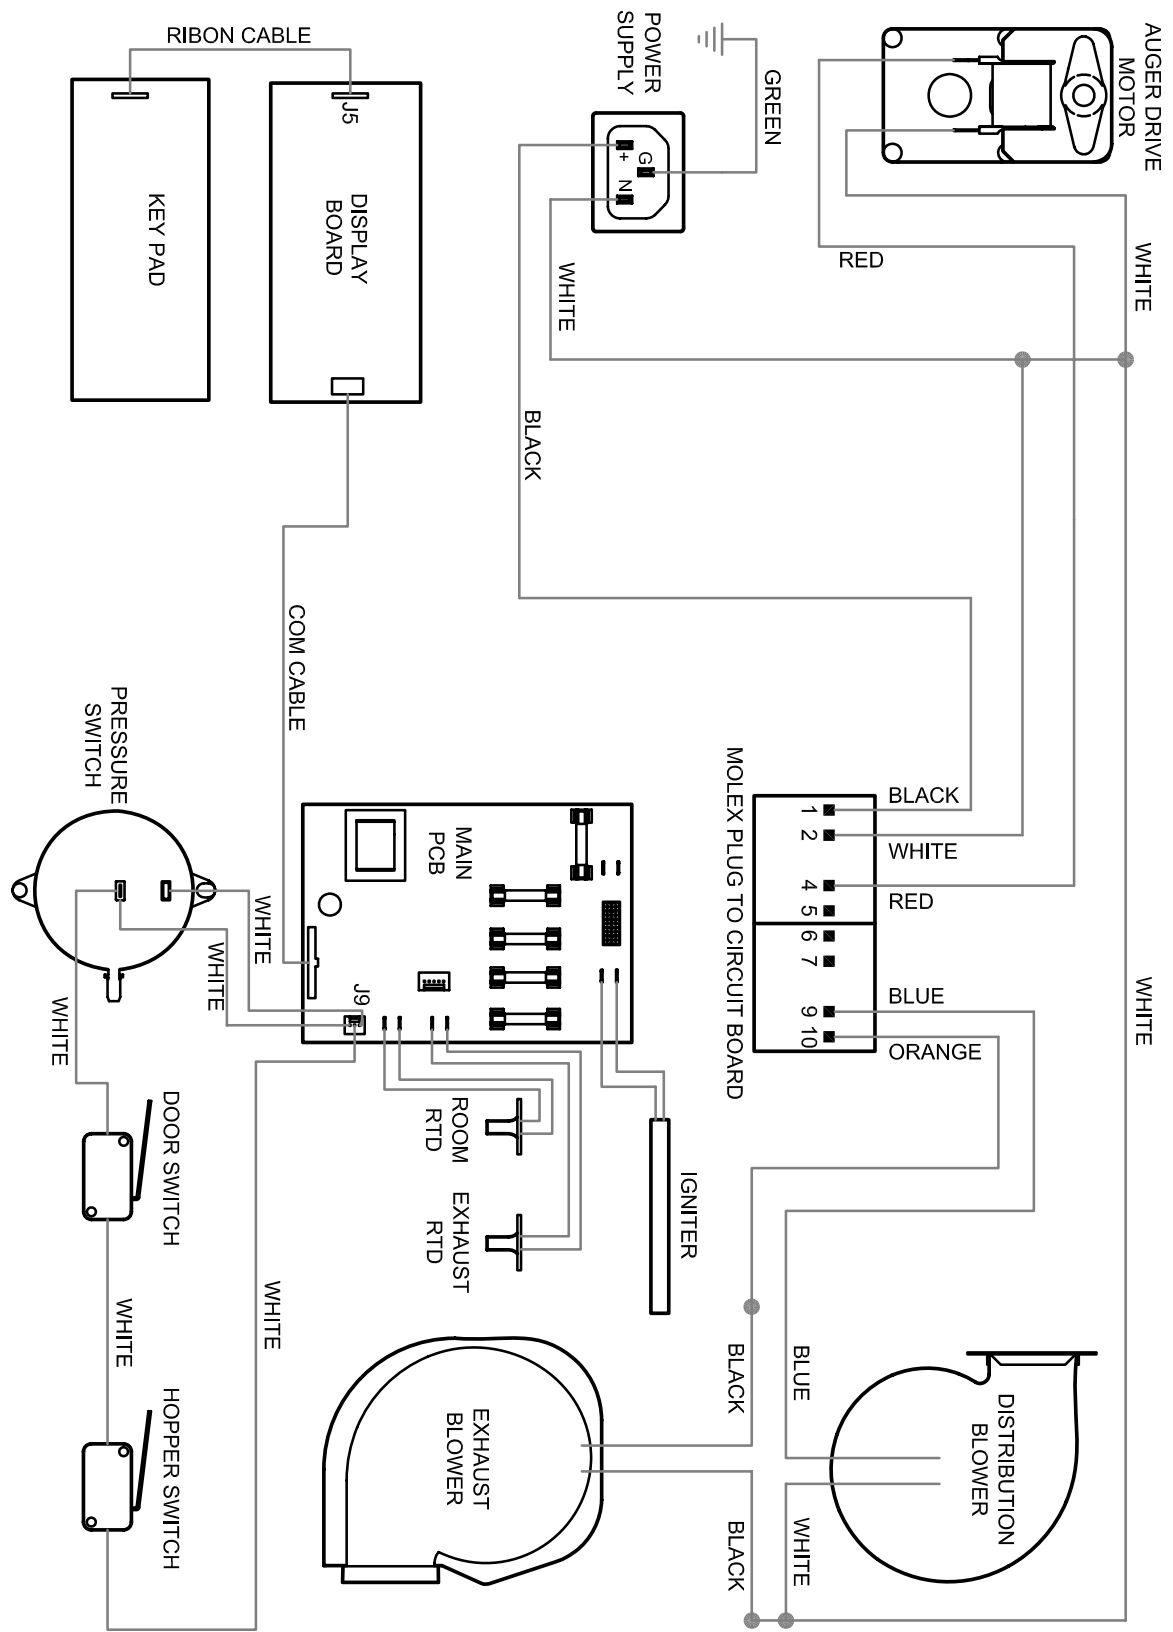 RIBON CABLE
KEY PAD
J5
DISPLAY
BOARD
POWER
SUPPLY
GREEN
+
G
N
AUGER DRIVE
MOTOR
RED
WHITE
WHITE
BLACK
COM CABLE
PRESSURE
SWITCH
WHITE
WHITE
WHITE
MAIN
PCB
J9
MOLEX PLUG TO CIRCUIT BOARD
1
2
4
5
6
7
9
10
BLACK
WHITE
RED
BLUE
ORANGE
WHITE
DOOR SWITCH
WHITE
HOPPER SWITCH
WHITE
ROOM
RTD
EXHAUST
RTD
IGNITER
EXHAUST
BLOWER
BLACK
BLUE
BLACK
WHITE
DISTRIBUTION
BLOWER